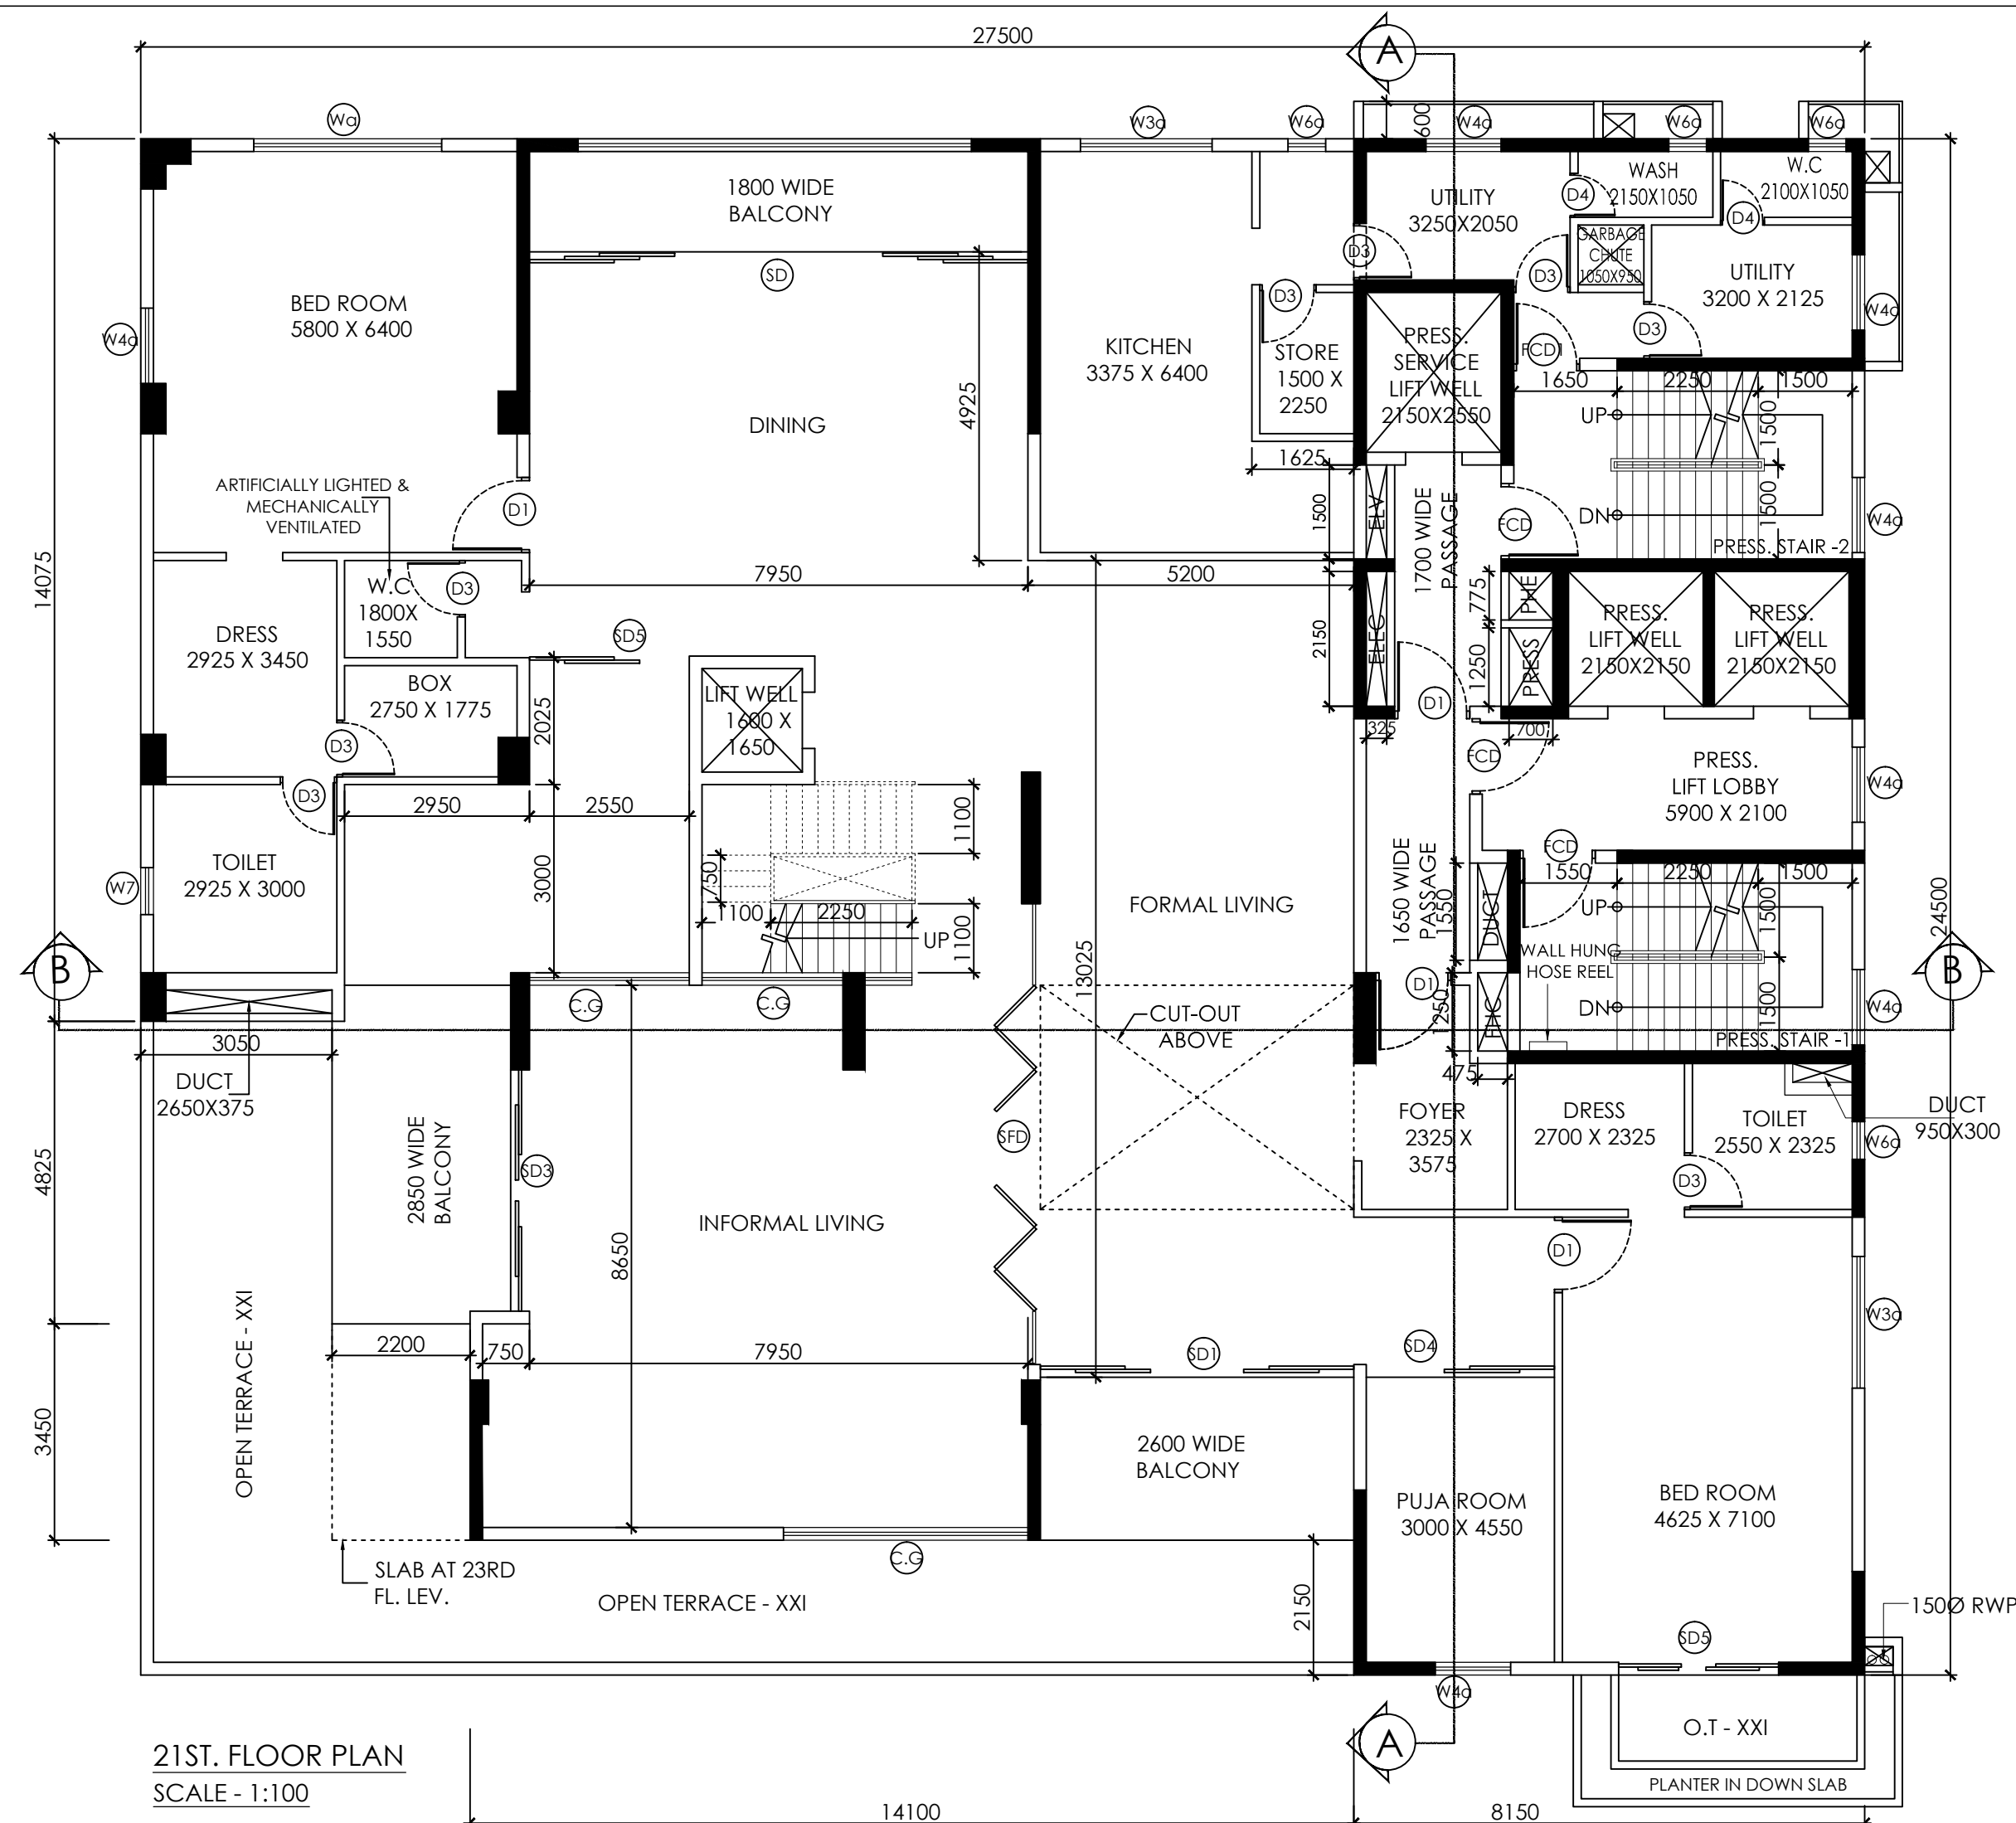 27500
A
600
Wa
W3a
W6a
W4a
W6a
W6a
1800 WIDE
BALCONY
UTILITY
3250X2050
D4
WASH
2150X1050
W.C
2100X1050
D4
D3
D3
GARBAGE
CHUTE
1050X950
UTILITY
3200 X 2125
W4a
D3
SD
BED ROOM
5800 X 6400
W4a
DINING
4925
KITCHEN
3375 X 6400
D3
STORE
1500 X
2250
1625
PRESS.
SERVICE
LIFT WELL
2150X2550
FCD1
1650
2250
1500
UP
1500
DN
1500
PRESS. STAIR -2
W4a
FCD
ARTIFICIALLY LIGHTED &
MECHANICALLY
VENTILATED
D1
1500
ELV
1700 WIDE
PASSAGE
14075
7950
5200
W.C
1800X
1550
D3
DRESS
2925 X 3450
SD5
BOX
2750 X 1775
D3
D3
2025
LIFT WELL
1600 X
1650
2150
ELEC
775
PHE
1250
PRESS
PRESS.
LIFT WELL
2150X2150
PRESS.
LIFT WELL
2150X2150
D1
325
700
FCD
PRESS.
LIFT LOBBY
5900 X 2100
W4a
2950
2550
1100
TOILET
2925 X 3000
W7
3000
750
1100
2250
1100
UP
FORMAL LIVING
13025
1650 WIDE
PASSAGE
1550
DUCT
FCD
1550
2250
1500
UP
1500
WALL HUNG
HOSE REEL
DN
1500
PRESS. STAIR -1
W4a
24500
B
B
C.G
C.G
D1
1250
FHC
475
CUT-OUT
ABOVE
3050
DUCT
2650X375
4825
2850 WIDE
BALCONY
SD3
SFD
INFORMAL LIVING
8650
FOYER
2325 X
3575
DRESS
2700 X 2325
TOILET
2550 X 2325
DUCT
950X300
W6a
D3
D1
W3a
OPEN TERRACE - XXI
2200
750
7950
SD1
SD4
3450
2600 WIDE
BALCONY
PUJA ROOM
3000 X 4550
BED ROOM
4625 X 7100
C.G
SLAB AT 23RD
FL. LEV.
OPEN TERRACE - XXI
2150
150Ø RWP
SD5
W4a
A
O.T - XXI
PLANTER IN DOWN SLAB
21ST. FLOOR PLAN
SCALE - 1:100
14100
8150